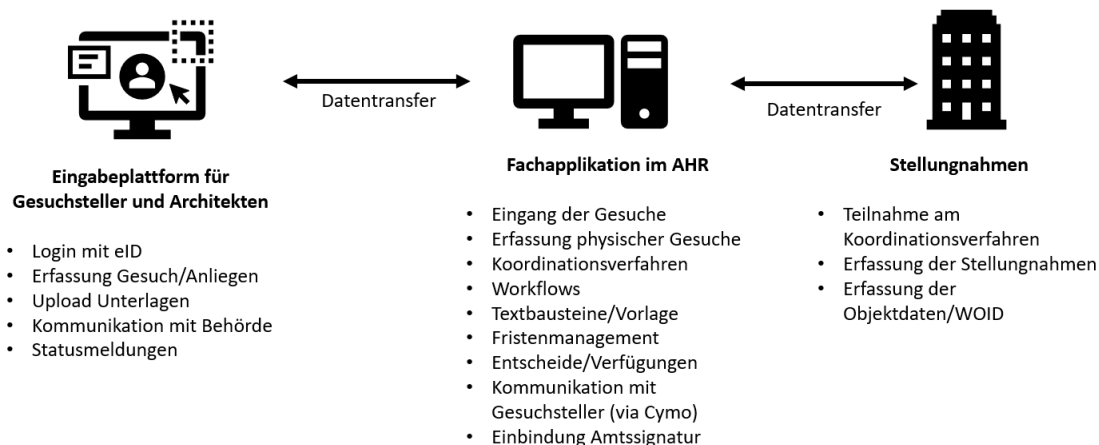 Datentransfer
Datentransfer
Eingabeplattform für
Gesuchsteller und Architekten
• Login mit eID
• Erfassung Gesuch/Anliegen
• Upload Unterlagen
• Kommunikation mit Behörde
• Statusmeldungen
Fachapplikation im AHR
• Eingang der Gesuche
• Erfassung physischer Gesuche
• Koordinationsverfahren
• Workflows
• Textbausteine/Vorlage
• Fristenmanagement
• Entscheide/Verfügungen
• Kommunikation mit
Gesuchsteller (via Cymo)
• Einbindung Amtssignatur
Stellungnahmen
• Teilnahme am
Koordinationsverfahren
• Erfassung der Stellungnahmen
• Erfassung der
Objektdaten/WOID